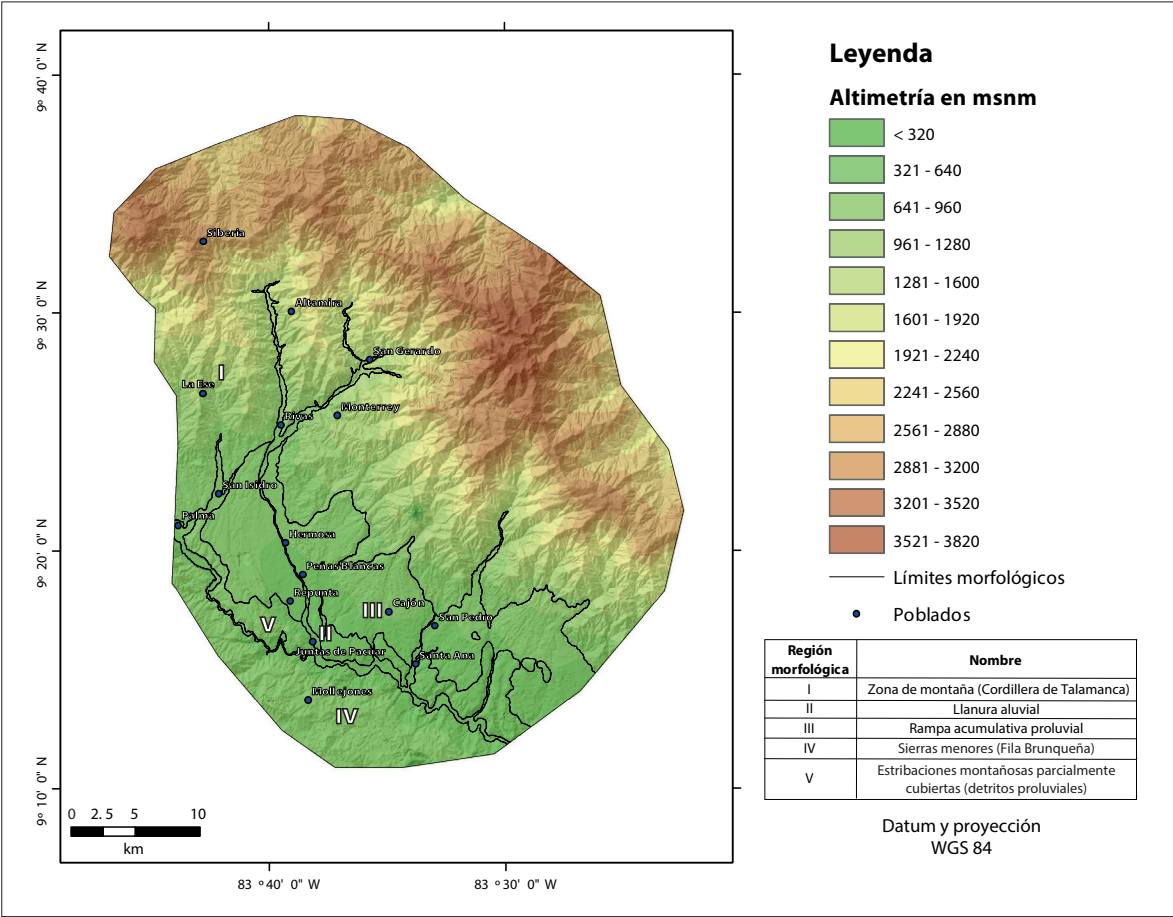 9° 40' 0" N
9° 30' 0" N
9° 20' 0" N
9° 10' 0" N
Siberia
Altamira
San Gerardo
I
La Ese
Monterrey
Rivas
San Isidro
Palma
Hermosa
Peñas Blancas
Repunta
III
Cajón
San Pedro
V
II
Juntas de Pacuar
Santa Ana
Mollejones
IV
0 2.5 5 10
km
83 °40' 0" W
83 °30' 0" W
Leyenda
Altimetría en msnm
< 320
321 - 640
641 - 960
961 - 1280
1281 - 1600
1601 - 1920
1921 - 2240
2241 - 2560
2561 - 2880
2881 - 3200
3201 - 3520
3521 - 3820
Límites morfológicos
Poblados
Región morfológica Nombre
I Zona de montaña (Cordillera de Talamanca)
II Llanura aluvial
III Rampa acumulativa proluvial
IV Sierras menores (Fila Brunqueña)
V Estribaciones montañosas parcialmente
cubiertas (detritos proluviales)
Datum y proyección
WGS 84